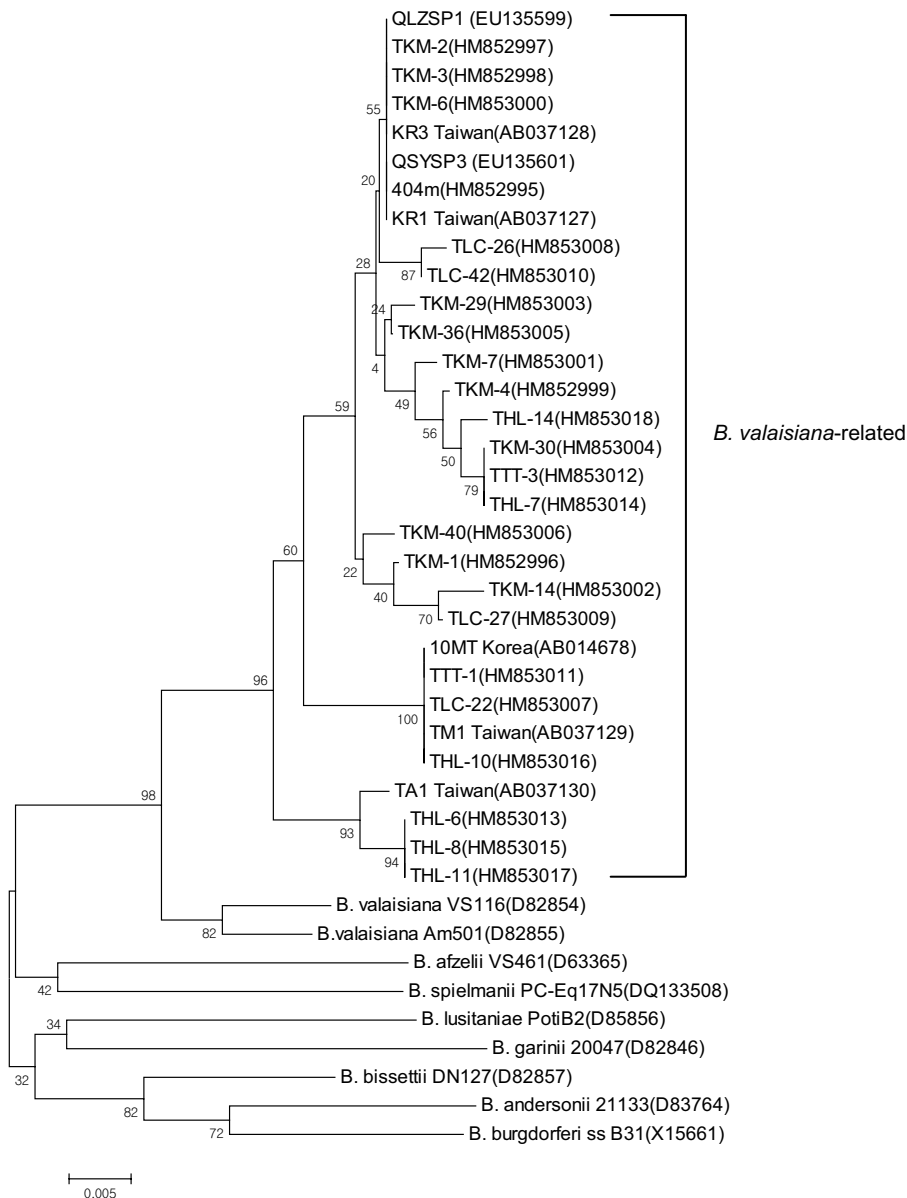 QLZSP1 (EU135599)
TKM-2(HM852997)
TKM-3(HM852998)
TKM-6(HM853000)
55
KR3 Taiwan(AB037128)
QSYSP3 (EU135601)
20
404m(HM852995)
KR1 Taiwan(AB037127)
TLC-26(HM853008)
28
87
TLC-42(HM853010)
24
TKM-29(HM853003)
TKM-36(HM853005)
4
TKM-7(HM853001)
49
TKM-4(HM852999)
59
56
THL-14(HM853018)
B. valaisiana-related
50
TKM-30(HM853004)
TTT-3(HM853012)
79
THL-7(HM853014)
TKM-40(HM853006)
60
TKM-1(HM852996)
22
TKM-14(HM853002)
40
70
TLC-27(HM853009)
10MT Korea(AB014678)
96
TTT-1(HM853011)
TLC-22(HM853007)
100
TM1 Taiwan(AB037129)
THL-10(HM853016)
98
TA1 Taiwan(AB037130)
THL-6(HM853013)
93
THL-8(HM853015)
94
THL-11(HM853017)
B. valaisiana VS116(D82854)
82
B.valaisiana Am501(D82855)
B. afzelii VS461(D63365)
42
B. spielmanii PC-Eq17N5(DQ133508)
34
B. lusitaniae PotiB2(D85856)
B. garinii 20047(D82846)
32
B. bissettii DN127(D82857)
82
B. andersonii 21133(D83764)
72
B. burgdorferi ss B31(X15661)
0.005